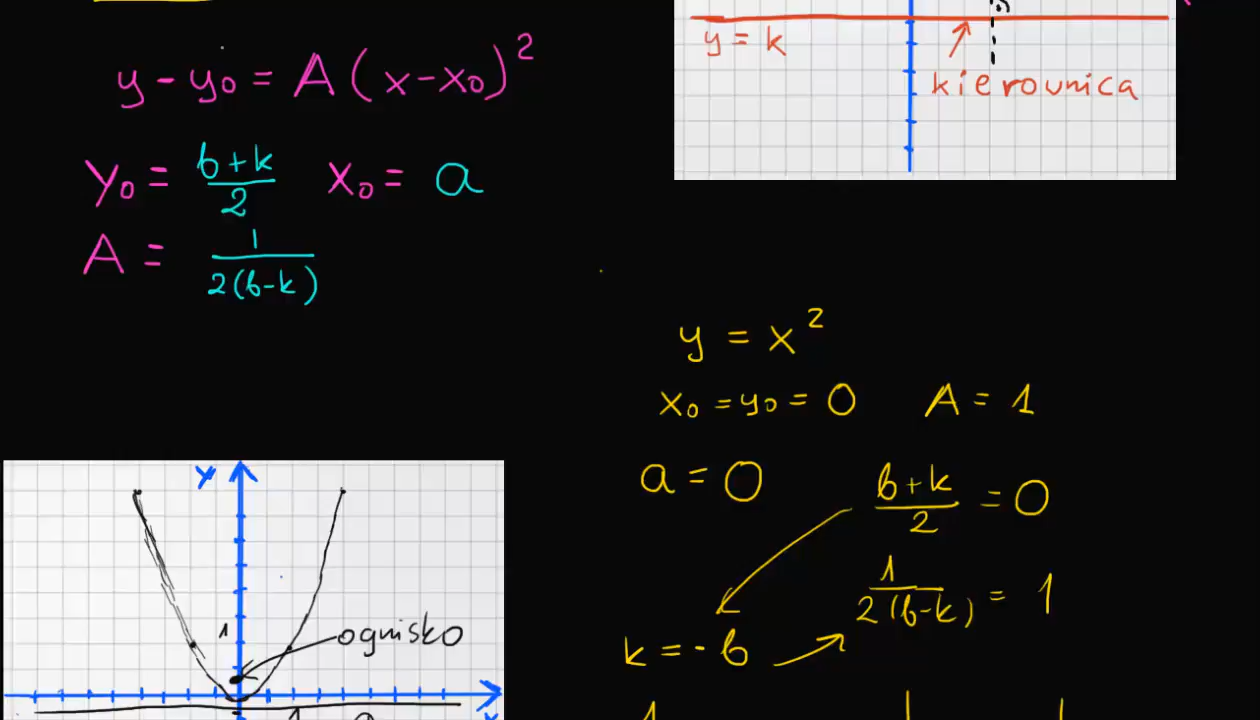 y - y₀ = A(x - x₀)²
y₀ = (b+k)/2   x₀ = a
A = 1/(2(b-k))
y = k
kierownica
y = x²
x₀ = y₀ = 0   A = 1
a = 0   (b+k)/2 = 0
1/(2(b-k)) = 1
k = -b
y
1
ognisko